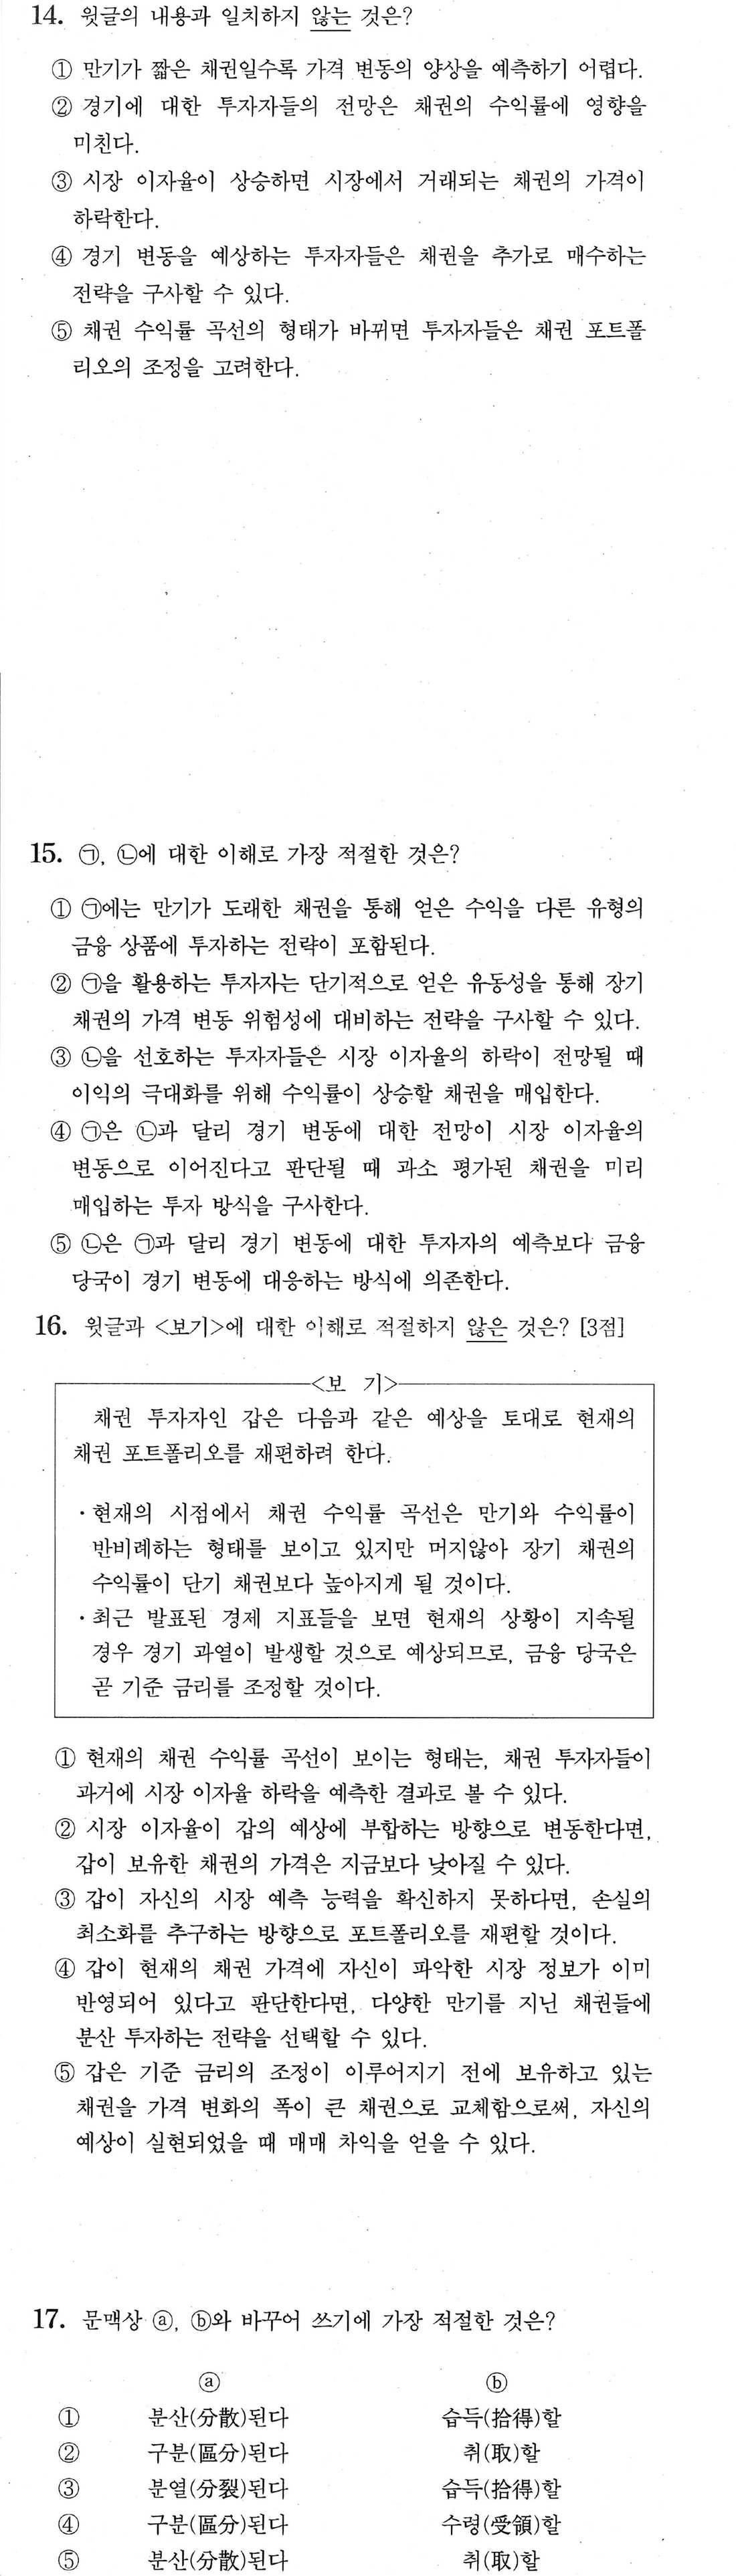 14. 윗글의 내용과 일치하지 않는 것은?
① 만기가 짧은 채권일수록 가격 변동의 양상을 예측하기 어렵다.
② 경기에 대한 투자자들의 전망은 채권의 수익률에 영향을
미친다.
③ 시장 이자율이 상승하면 시장에서 거래되는 채권의 가격이
하락한다.
④ 경기 변동을 예상하는 투자자들은 채권을 추가로 매수하는
전략을 구사할 수 있다.
⑤ 채권 수익률 곡선의 형태가 바뀌면 투자자들은 채권 포트폴
리오의 조정을 고려한다.
15. ㉠, ㉡에 대한 이해로 가장 적절한 것은?
① ㉠에는 만기가 도래한 채권을 통해 얻은 수익을 다른 유형의
금융 상품에 투자하는 전략이 포함된다.
② ㉠을 활용하는 투자자는 단기적으로 얻은 유동성을 통해 장기
채권의 가격 변동 위험성에 대비하는 전략을 구사할 수 있다.
③ ㉡을 선호하는 투자자들은 시장 이자율의 하락이 전망될 때
이익의 극대화를 위해 수익률이 상승할 채권을 매입한다.
④ ㉠은 ㉡과 달리 경기 변동에 대한 전망이 시장 이자율의
변동으로 이어진다고 판단될 때 과소 평가된 채권을 미리
매입하는 투자 방식을 구사한다.
⑤ ㉡은 ㉠과 달리 경기 변동에 대한 투자자의 예측보다 금융
당국이 경기 변동에 대응하는 방식에 의존한다.
16. 윗글과 <보기>에 대한 이해로 적절하지 않은 것은? [3점]
<보 기>
채권 투자자인 갑은 다음과 같은 예상을 토대로 현재의
채권 포트폴리오를 재편하려 한다.
· 현재의 시점에서 채권 수익률 곡선은 만기와 수익률이
반비례하는 형태를 보이고 있지만 머지않아 장기 채권의
수익률이 단기 채권보다 높아지게 될 것이다.
· 최근 발표된 경제 지표들을 보면 현재의 상황이 지속될
경우 경기 과열이 발생할 것으로 예상되므로, 금융 당국은
곧 기준 금리를 조정할 것이다.
① 현재의 채권 수익률 곡선이 보이는 형태는, 채권 투자자들이
과거에 시장 이자율 하락을 예측한 결과로 볼 수 있다.
② 시장 이자율이 갑의 예상에 부합하는 방향으로 변동한다면,
갑이 보유한 채권의 가격은 지금보다 낮아질 수 있다.
③ 갑이 자신의 시장 예측 능력을 확신하지 못하다면, 손실의
최소화를 추구하는 방향으로 포트폴리오를 재편할 것이다.
④ 갑이 현재의 채권 가격에 자신이 파악한 시장 정보가 이미
반영되어 있다고 판단한다면, 다양한 만기를 지닌 채권들에
분산 투자하는 전략을 선택할 수 있다.
⑤ 갑은 기준 금리의 조정이 이루어지기 전에 보유하고 있는
채권을 가격 변화의 폭이 큰 채권으로 교체함으로써, 자신의
예상이 실현되었을 때 매매 차익을 얻을 수 있다.
17. 문맥상 ⓐ, ⓑ와 바꾸어 쓰기에 가장 적절한 것은?
ⓐ ⓑ
① 분산(分散)된다 습득(拾得)할
② 구분(區分)된다 취(取)할
③ 분열(分裂)된다 습득(拾得)할
④ 구분(區分)된다 수령(受領)할
⑤ 분산(分散)된다 취(取)할